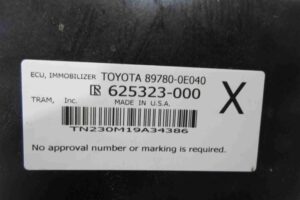 ECU, IMMOBILIZER TOYOTA 89780-0E040
R 625323-000
TRAM, Inc. MADE IN U.S.A.
X
TN230M19A34386
No approval number or marking is required.